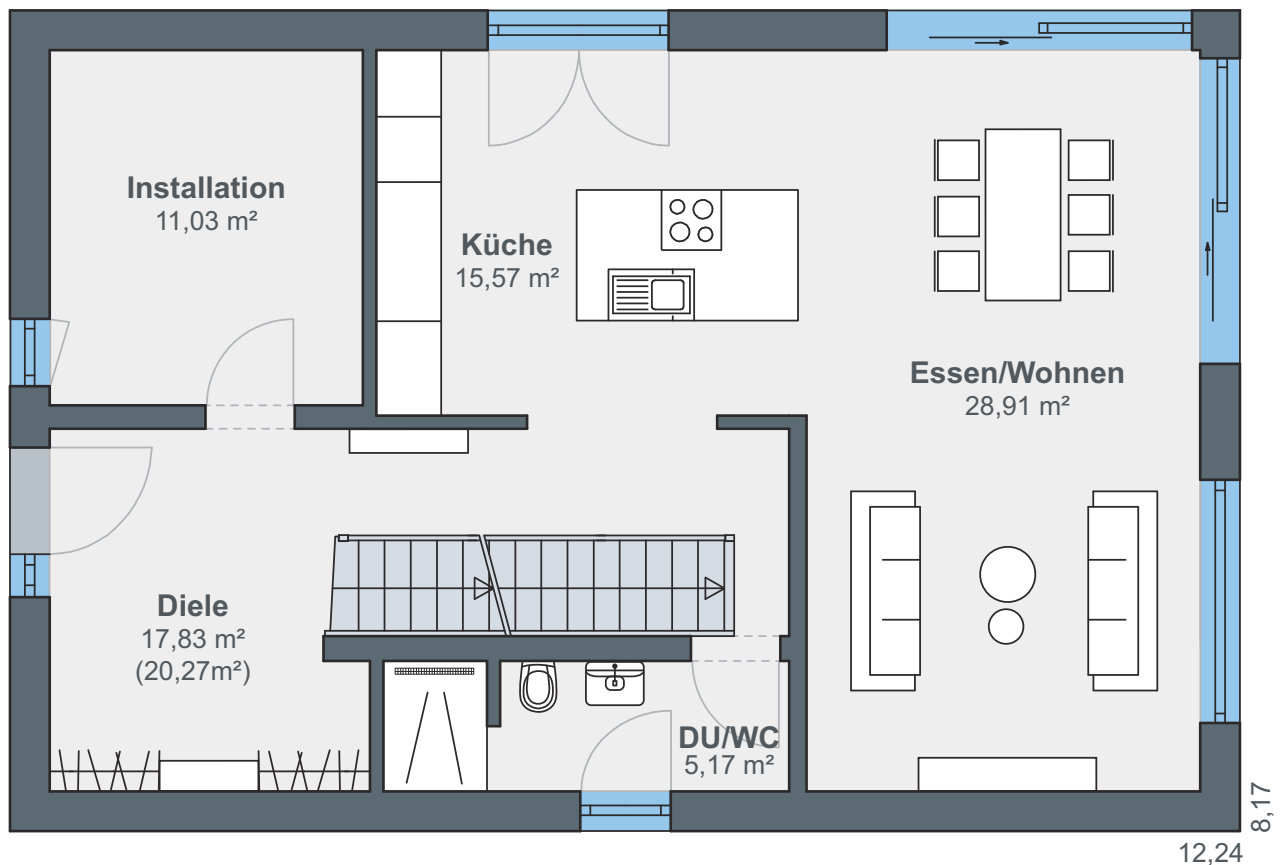 Installation
11,03 m²
Küche
15,57 m²
Essen/Wohnen
28,91 m²
Diele
17,83 m²
(20,27m²)
DU/WC
5,17 m²
8,17
12,24